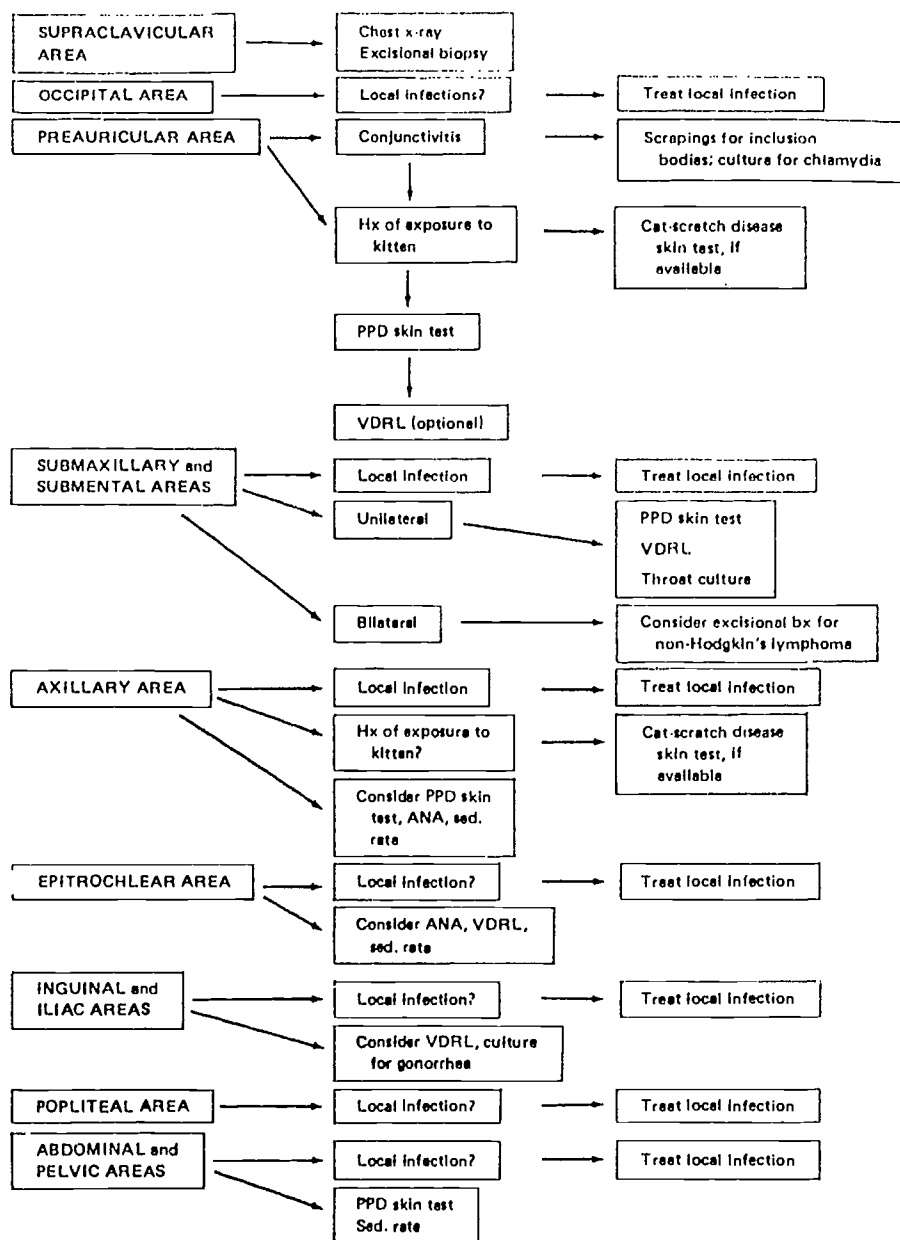 SUPRACLAVICULAR
AREA
Chest x-ray
Excisional biopsy
OCCIPITAL AREA
Local infections?
Treat local infection
PREAURICULAR AREA
Conjunctivitis
Scrapings for inclusion
bodies; culture for chlamydia
Hx of exposure to
kitten
Cat-scratch disease
skin test, if
available
PPD skin test
VDRL (optional)
SUBMAXILLARY and
SUBMENTAL AREAS
Local Infection
Treat local infection
Unilateral
PPD skin test
VDRL
Throat culture
Bilateral
Consider excisional bx for
non-Hodgkin's lymphoma
AXILLARY AREA
Local Infection
Treat local infection
Hx of exposure to
kitten?
Cat-scratch disease
skin test, if
available
Consider PPD skin
test, ANA, sed.
rate
EPITROCHLEAR AREA
Local Infection?
Treat local infection
Consider ANA, VDRL,
sed. rate
INGUINAL and
ILIAC AREAS
Local Infection?
Treat local infection
Consider VDRL, culture
for gonorrhea
POPLITEAL AREA
Local Infection?
Treat local infection
ABDOMINAL and
PELVIC AREAS
Local Infection?
Treat local infection
PPD skin test
Sed. rate